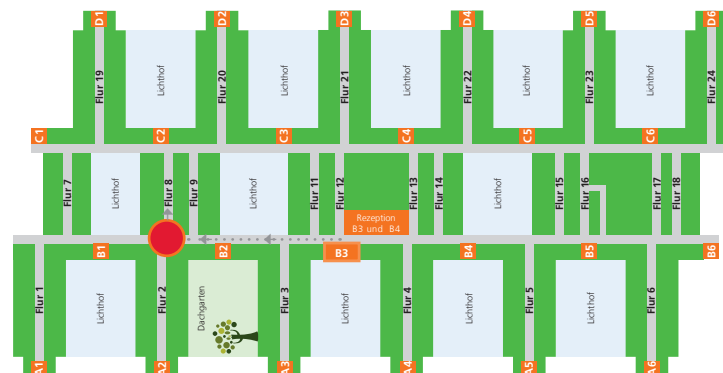 D1
D2
D3
D4
D5
D6
Flur 19
Lichthof
Flur 20
Lichthof
Flur 21
Lichthof
Flur 22
Lichthof
Flur 23
Lichthof
Flur 24
C1
C2
C3
C4
C5
C6
Flur 7
Lichthof
Flur 8
Flur 9
Lichthof
Flur 11
Flur 12
Flur 13
Flur 14
Lichthof
Flur 15
Flur 16
Flur 17
Flur 18
Rezeption
B3 und B4
B1
B2
B3
B4
B5
B6
Flur 1
Lichthof
Flur 2
Dachgarten
Flur 3
Lichthof
Flur 4
Lichthof
Flur 5
Lichthof
Flur 6
A1
A2
A3
A4
A5
A6